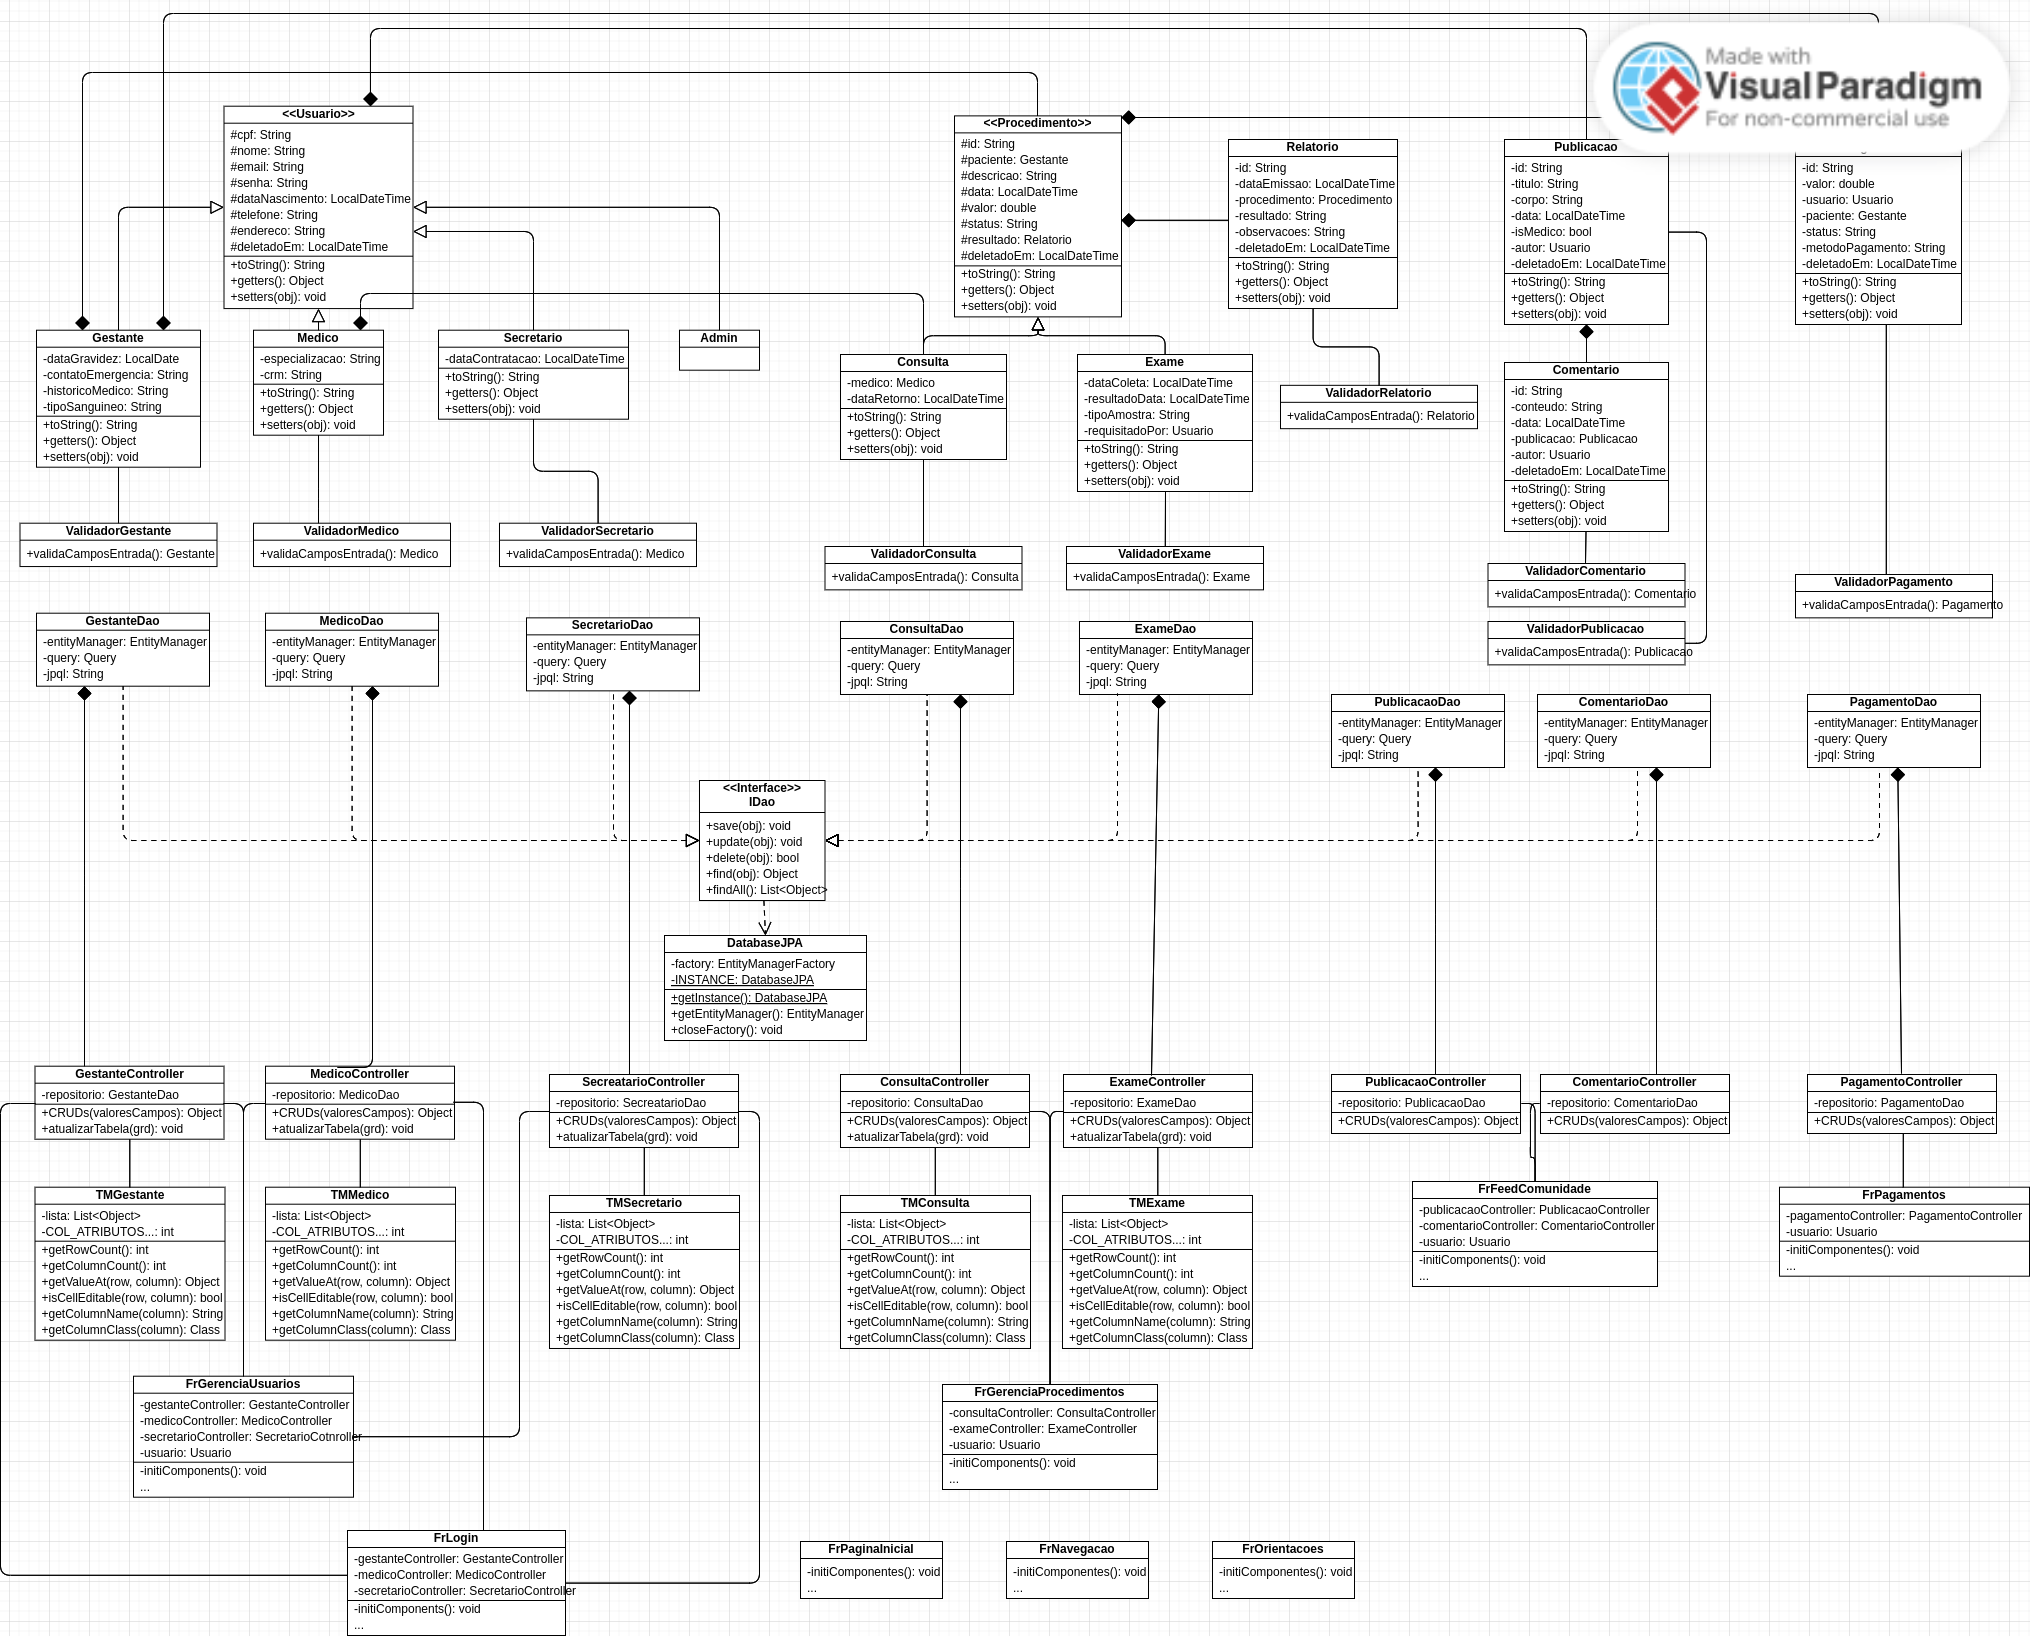 Made with
Visual Paradigm
For non-commercial use
<<Usuario>>
#cpf: String
#nome: String
#email: String
#senha: String
#dataNascimento: LocalDateTime
#telefone: String
#endereco: String
#deletadoEm: LocalDateTime
+toString(): String
+getters(): Object
+setters(obj): void
<<Procedimento>>
#id: String
#paciente: Gestante
#descricao: String
#data: LocalDateTime
#valor: double
#status: String
#resultado: Relatorio
#deletadoEm: LocalDateTime
+toString(): String
+getters(): Object
+setters(obj): void
Relatorio
-id: String
-dataEmissao: LocalDateTime
-procedimento: Procedimento
-resultado: String
-observacoes: String
-deletadoEm: LocalDateTime
+toString(): String
+getters(): Object
+setters(obj): void
Publicacao
-id: String
-titulo: String
-corpo: String
-data: LocalDateTime
-isMedico: bool
-autor: Usuario
-deletadoEm: LocalDateTime
+toString(): String
+getters(): Object
+setters(obj): void
-id: String
-valor: double
-usuario: Usuario
-paciente: Gestante
-status: String
-metodoPagamento: String
-deletadoEm: LocalDateTime
+toString(): String
+getters(): Object
+setters(obj): void
Gestante
-dataGravidez: LocalDate
-contatoEmergencia: String
-historicoMedico: String
-tipoSanguineo: String
+toString(): String
+getters(): Object
+setters(obj): void
Medico
-especializacao: String
-crm: String
+toString(): String
+getters(): Object
+setters(obj): void
Secretario
-dataContratacao: LocalDateTime
+toString(): String
+getters(): Object
+setters(obj): void
Admin
Consulta
-medico: Medico
-dataRetorno: LocalDateTime
+toString(): String
+getters(): Object
+setters(obj): void
Exame
-dataColeta: LocalDateTime
-resultadoData: LocalDateTime
-tipoAmostra: String
-requisitadoPor: Usuario
+toString(): String
+getters(): Object
+setters(obj): void
ValidadorRelatorio
+validaCamposEntrada(): Relatorio
Comentario
-id: String
-conteudo: String
-data: LocalDateTime
-publicacao: Publicacao
-autor: Usuario
-deletadoEm: LocalDateTime
+toString(): String
+getters(): Object
+setters(obj): void
ValidadorGestante
+validaCamposEntrada(): Gestante
ValidadorMedico
+validaCamposEntrada(): Medico
ValidadorSecretario
+validaCamposEntrada(): Medico
ValidadorConsulta
+validaCamposEntrada(): Consulta
ValidadorExame
+validaCamposEntrada(): Exame
ValidadorComentario
+validaCamposEntrada(): Comentario
ValidadorPagamento
+validaCamposEntrada(): Pagamento
ValidadorPublicacao
+validaCamposEntrada(): Publicacao
GestanteDao
-entityManager: EntityManager
-query: Query
-jpql: String
MedicoDao
-entityManager: EntityManager
-query: Query
-jpql: String
SecretarioDao
-entityManager: EntityManager
-query: Query
-jpql: String
ConsultaDao
-entityManager: EntityManager
-query: Query
-jpql: String
ExameDao
-entityManager: EntityManager
-query: Query
-jpql: String
PublicacaoDao
-entityManager: EntityManager
-query: Query
-jpql: String
ComentarioDao
-entityManager: EntityManager
-query: Query
-jpql: String
PagamentoDao
-entityManager: EntityManager
-query: Query
-jpql: String
<<Interface>>
IDao
+save(obj): void
+update(obj): void
+delete(obj): bool
+find(obj): Object
+findAll(): List<Object>
DatabaseJPA
-factory: EntityManagerFactory
-INSTANCE: DatabaseJPA
+getInstance(): DatabaseJPA
+getEntityManager(): EntityManager
+closeFactory(): void
GestanteController
-repositorio: GestanteDao
+CRUDs(valoresCampos): Object
+atualizarTabela(grd): void
MedicoController
-repositorio: MedicoDao
+CRUDs(valoresCampos): Object
+atualizarTabela(grd): void
SecreatarioController
-repositorio: SecreatarioDao
+CRUDs(valoresCampos): Object
+atualizarTabela(grd): void
ConsultaController
-repositorio: ConsultaDao
+CRUDs(valoresCampos): Object
+atualizarTabela(grd): void
ExameController
-repositorio: ExameDao
+CRUDs(valoresCampos): Object
+atualizarTabela(grd): void
PublicacaoController
-repositorio: PublicacaoDao
+CRUDs(valoresCampos): Object
ComentarioController
-repositorio: ComentarioDao
+CRUDs(valoresCampos): Object
PagamentoController
-repositorio: PagamentoDao
+CRUDs(valoresCampos): Object
TMGestante
-lista: List<Object>
-COL_ATRIBUTOS...: int
+getRowCount(): int
+getColumnCount(): int
+getValueAt(row, column): Object
+isCellEditable(row, column): bool
+getColumnName(column): String
+getColumnClass(column): Class
TMMedico
-lista: List<Object>
-COL_ATRIBUTOS...: int
+getRowCount(): int
+getColumnCount(): int
+getValueAt(row, column): Object
+isCellEditable(row, column): bool
+getColumnName(column): String
+getColumnClass(column): Class
TMSecretario
-lista: List<Object>
-COL_ATRIBUTOS...: int
+getRowCount(): int
+getColumnCount(): int
+getValueAt(row, column): Object
+isCellEditable(row, column): bool
+getColumnName(column): String
+getColumnClass(column): Class
TMConsulta
-lista: List<Object>
-COL_ATRIBUTOS...: int
+getRowCount(): int
+getColumnCount(): int
+getValueAt(row, column): Object
+isCellEditable(row, column): bool
+getColumnName(column): String
+getColumnClass(column): Class
TMExame
-lista: List<Object>
-COL_ATRIBUTOS...: int
+getRowCount(): int
+getColumnCount(): int
+getValueAt(row, column): Object
+isCellEditable(row, column): bool
+getColumnName(column): String
+getColumnClass(column): Class
FrFeedComunidade
-publicacaoController: PublicacaoController
-comentarioController: ComentarioController
-usuario: Usuario
-initiComponents(): void
...
FrPagamentos
-pagamentoController: PagamentoController
-usuario: Usuario
-initiComponentes(): void
...
FrGerenciaUsuarios
-gestanteController: GestanteController
-medicoController: MedicoController
-secretarioController: SecretarioCotnroller
-usuario: Usuario
-initiComponents(): void
...
FrGerenciaProcedimentos
-consultaController: ConsultaController
-exameController: ExameController
-usuario: Usuario
-initiComponents(): void
...
FrLogin
-gestanteController: GestanteController
-medicoController: MedicoController
-secretarioController: SecretarioController
-initiComponents(): void
...
FrPaginaInicial
-initiComponentes(): void
...
FrNavegacao
-initiComponentes(): void
...
FrOrientacoes
-initiComponentes(): void
...